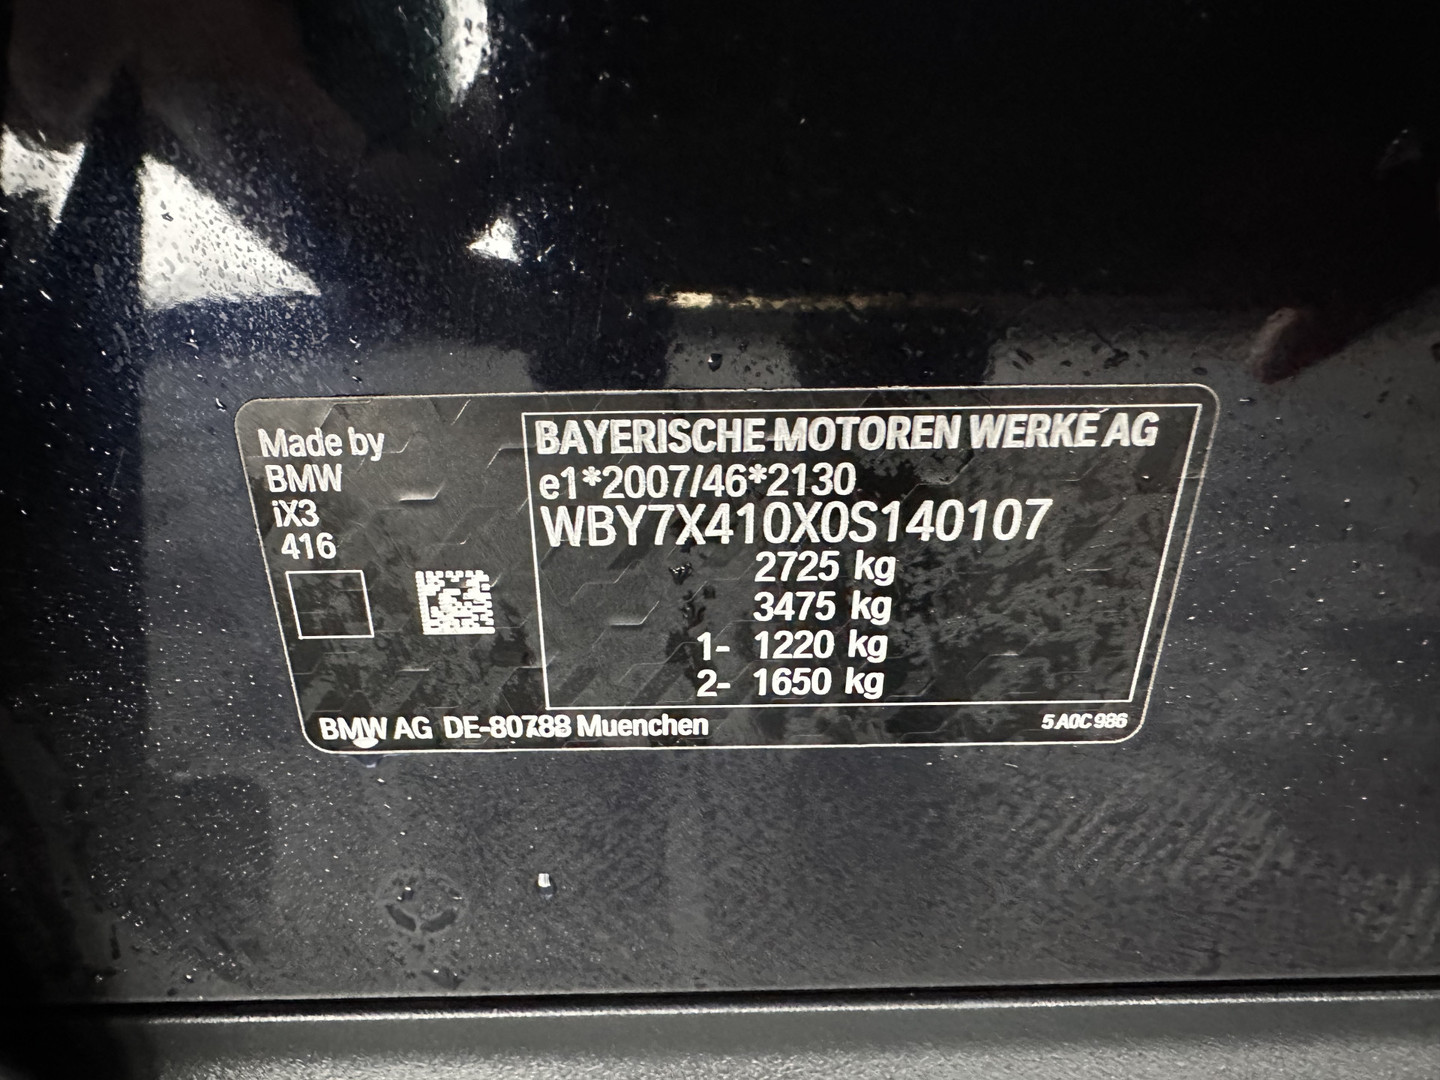 Made by
BMW
iX3
416
BAYERISCHE MOTOREN WERKE AG
e1*2007/46*2130
WBY7X410X0S140107
2725 kg
3475 kg
1- 1220 kg
2- 1650 kg
BMW AG DE-80788 Muenchen
5 A0C 986